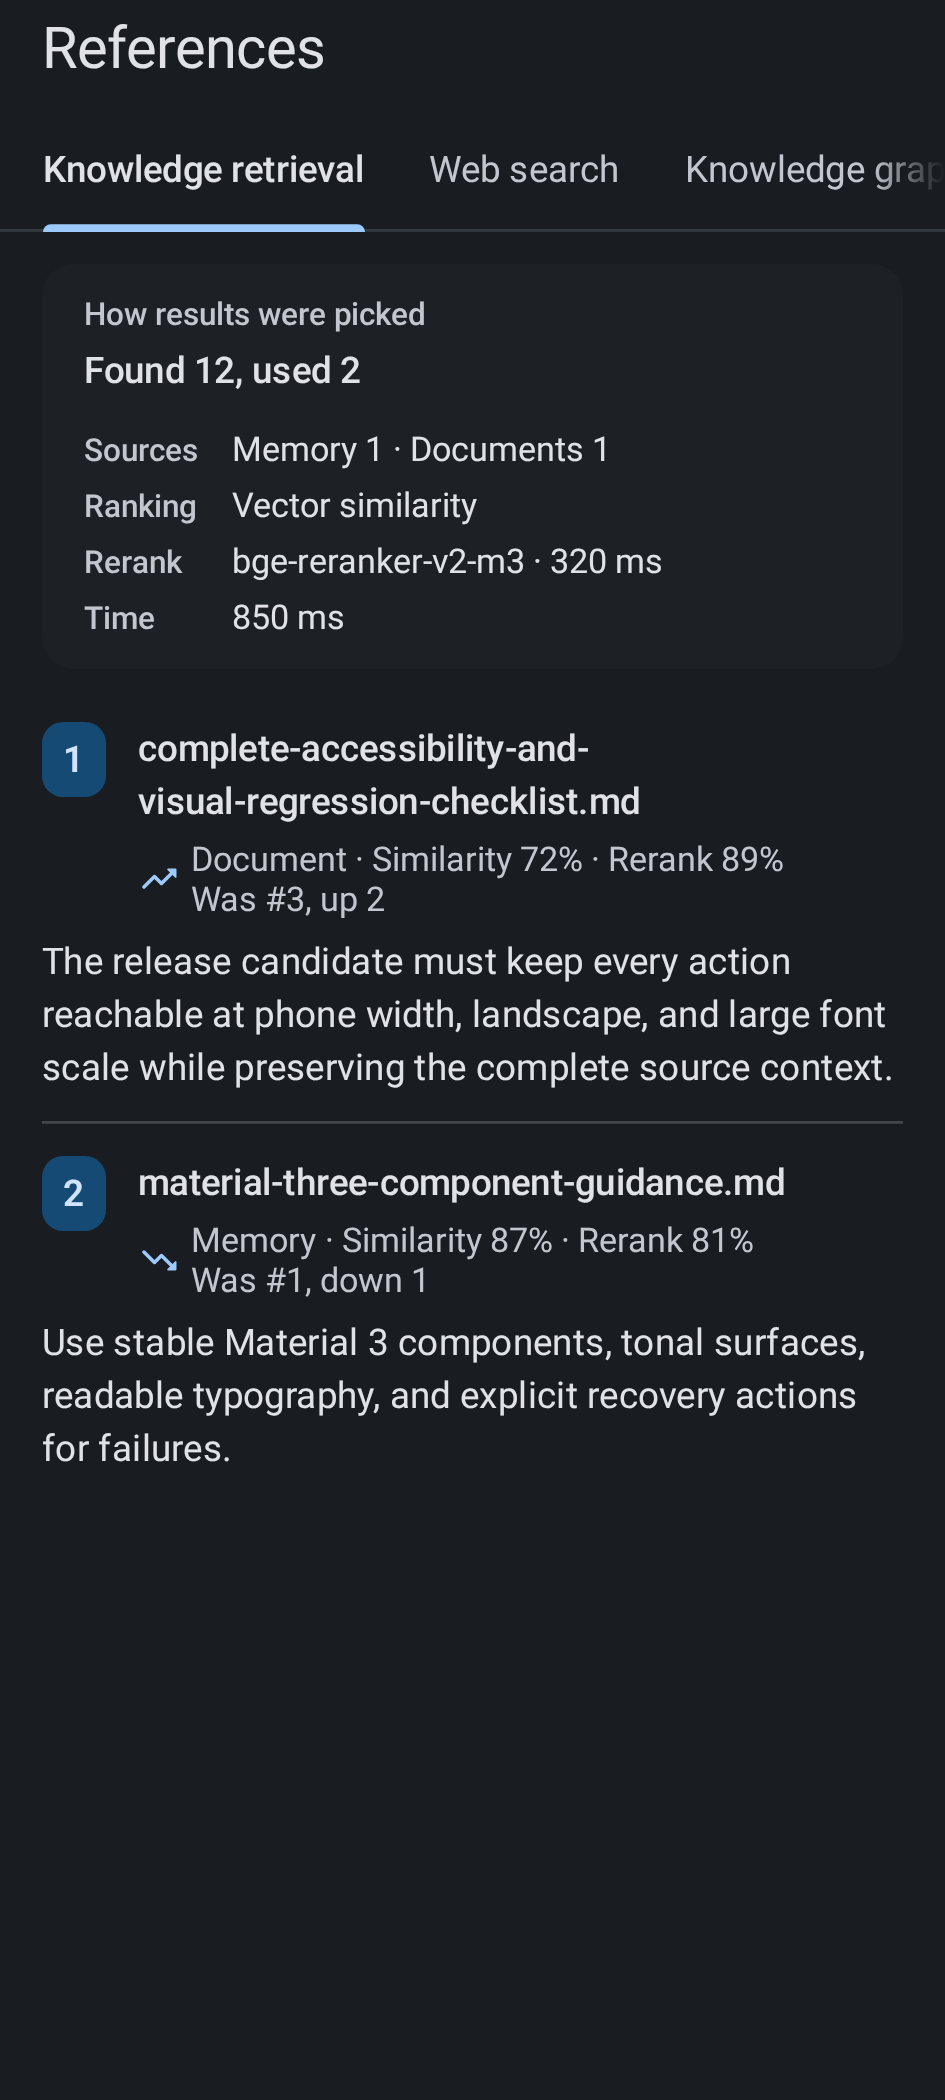 References
Knowledge retrieval
Web search
Knowledge grap
How results were picked
Found 12, used 2
Sources Memory 1 · Documents 1
Ranking Vector similarity
Rerank bge-reranker-v2-m3 · 320 ms
Time 850 ms
1 complete-accessibility-and-
visual-regression-checklist.md
Document · Similarity 72% · Rerank 89%
Was #3, up 2
The release candidate must keep every action
reachable at phone width, landscape, and large font
scale while preserving the complete source context.
2 material-three-component-guidance.md
Memory · Similarity 87% · Rerank 81%
Was #1, down 1
Use stable Material 3 components, tonal surfaces,
readable typography, and explicit recovery actions
for failures.